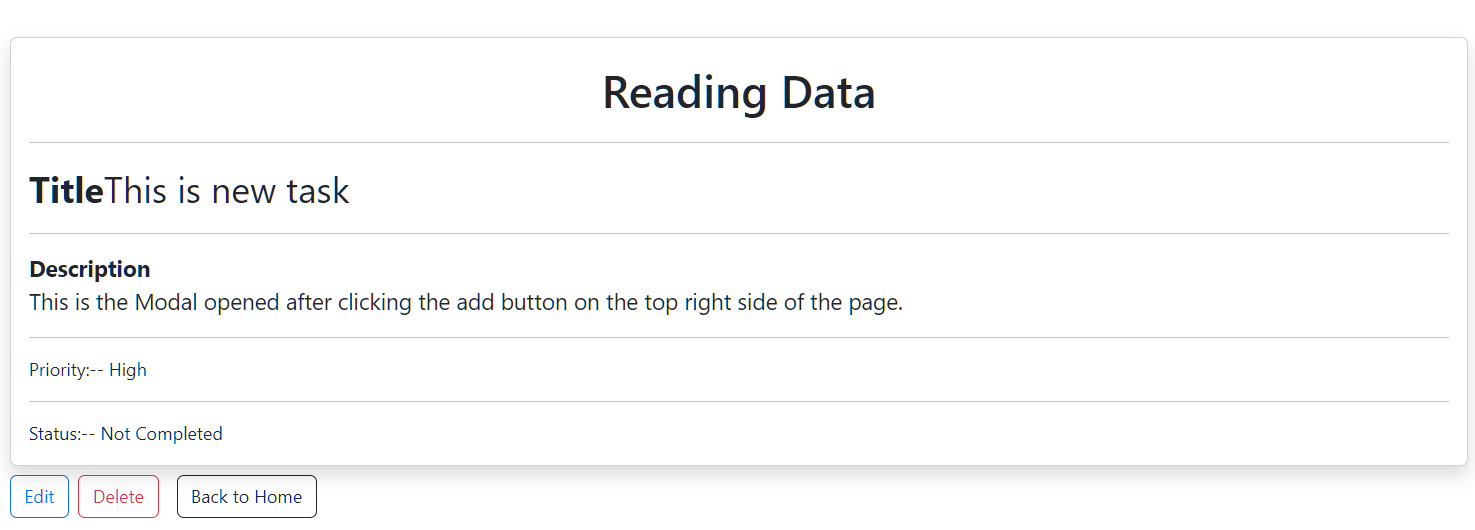 Reading Data
TitleThis is new task
Description
This is the Modal opened after clicking the add button on the top right side of the page.
Priority:-- High
Status:-- Not Completed
Edit Delete Back to Home